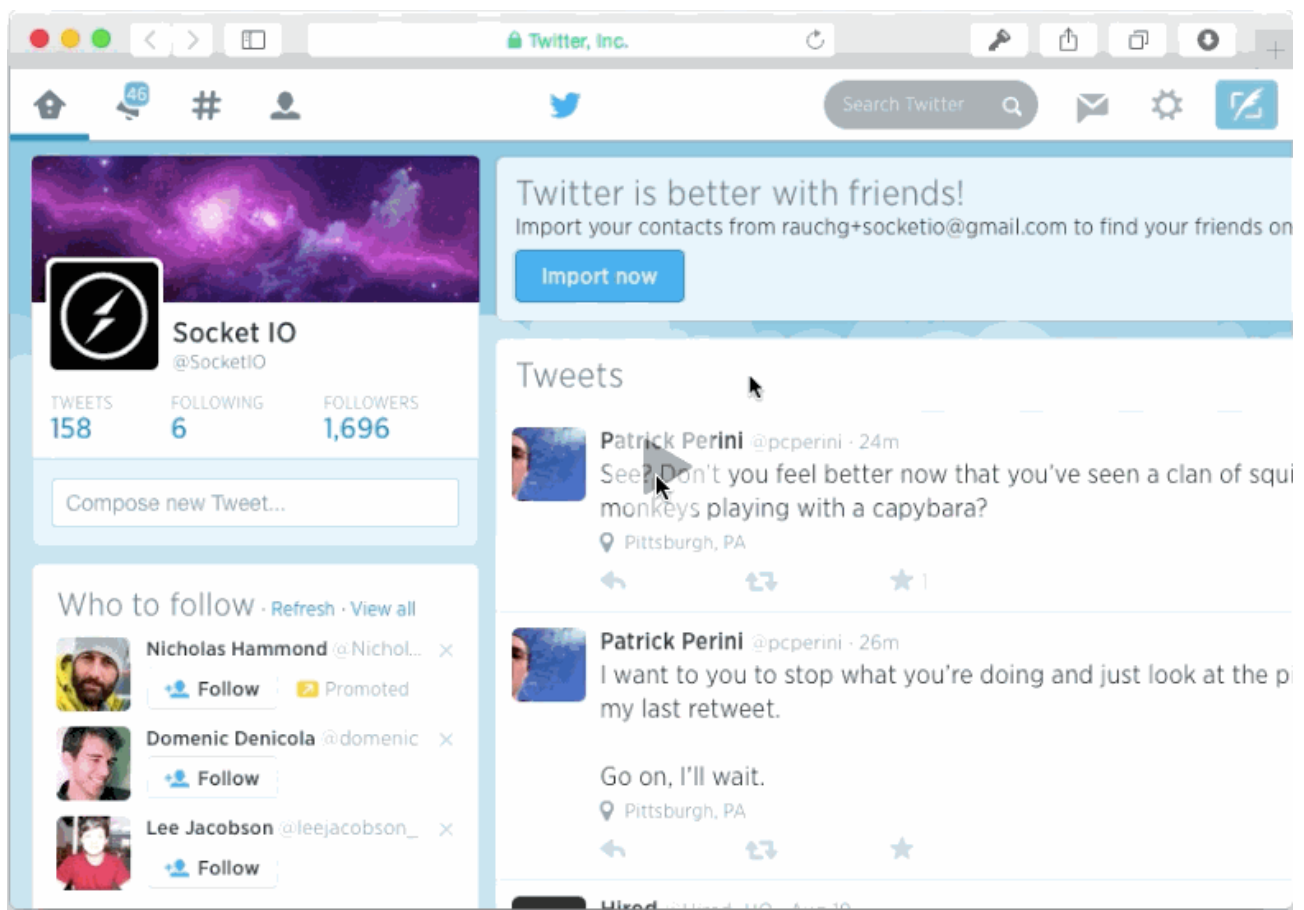 Twitter, Inc.
46
Search Twitter
Twitter is better with friends!
Import your contacts from rauchg+socketio@gmail.com to find your friends on
Import now
Socket IO
@SocketIO
TWEETS FOLLOWING FOLLOWERS
158 6 1,696
Compose new Tweet...
Who to follow · Refresh · View all
Nicholas Hammond @Nichol...
Follow Promoted
Domenic Denicola @domenic
Follow
Lee Jacobson @leejacobson_
Follow
Tweets
Patrick Perini @pcperini · 24m
See? Don't you feel better now that you've seen a clan of squi
monkeys playing with a capybara?
Pittsburgh, PA
1
Patrick Perini @pcperini · 26m
I want to you to stop what you're doing and just look at the pi
my last retweet.
Go on, I'll wait.
Pittsburgh, PA
Hired